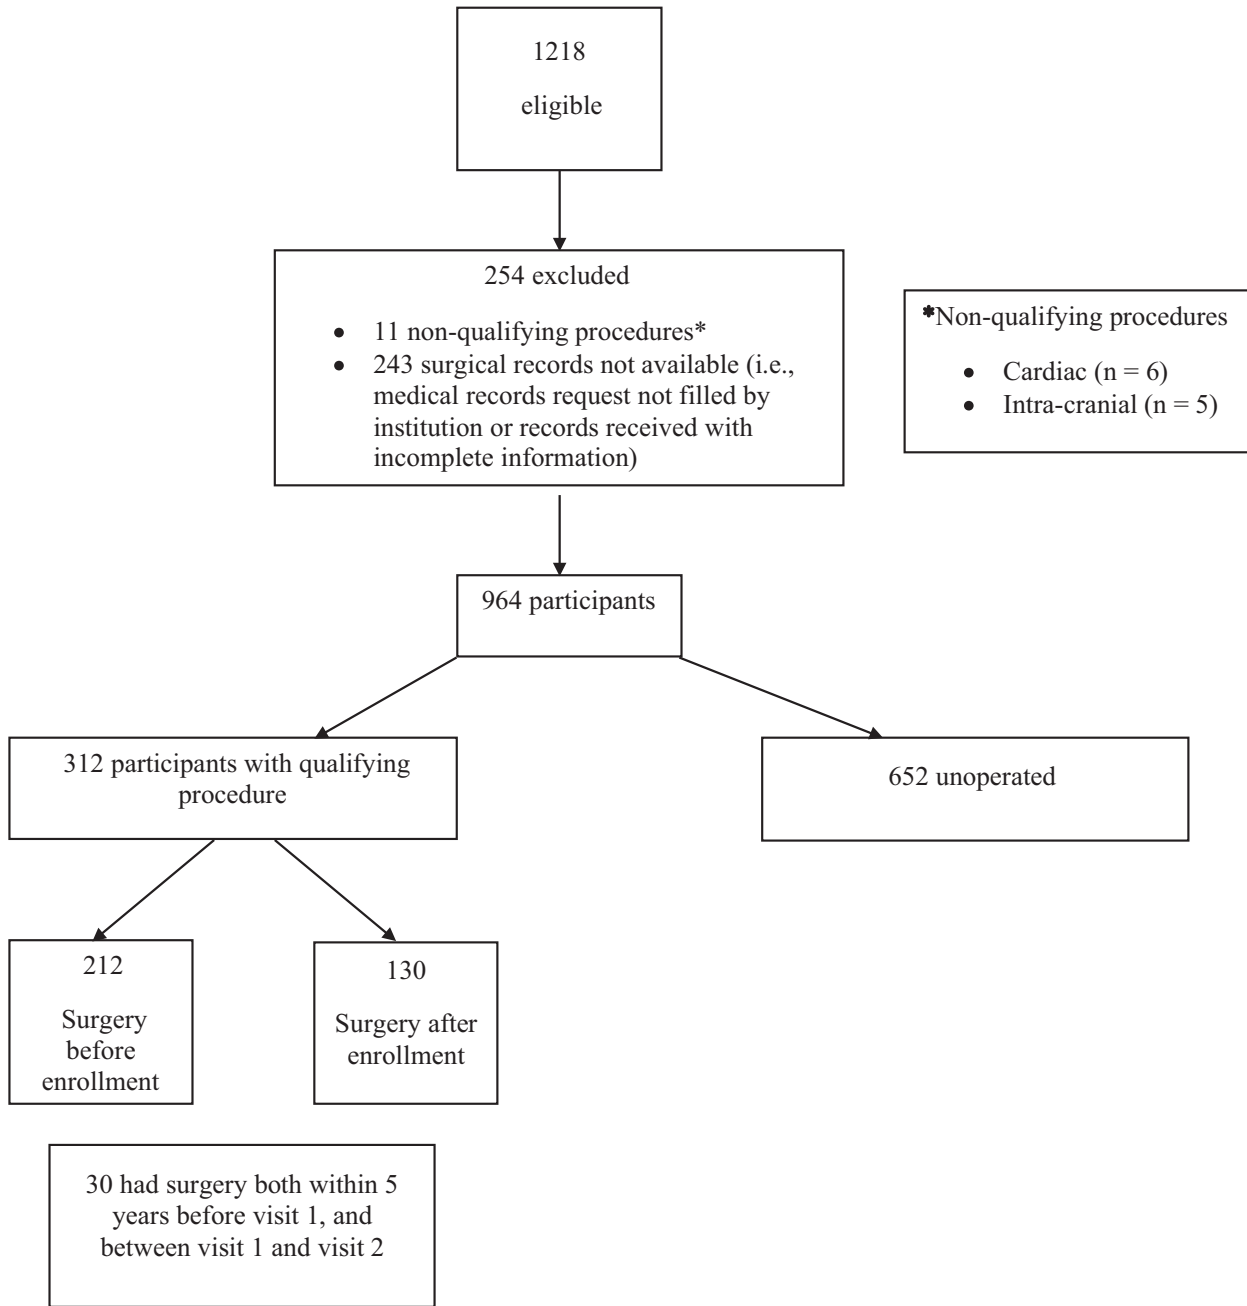 1218
eligible
254 excluded
• 11 non-qualifying procedures*
• 243 surgical records not available (i.e.,
medical records request not filled by
institution or records received with
incomplete information)
*Non-qualifying procedures
• Cardiac (n = 6)
• Intra-cranial (n = 5)
964 participants
312 participants with qualifying
procedure
652 unoperated
212
Surgery
before
enrollment
130
Surgery after
enrollment
30 had surgery both within 5
years before visit 1, and
between visit 1 and visit 2